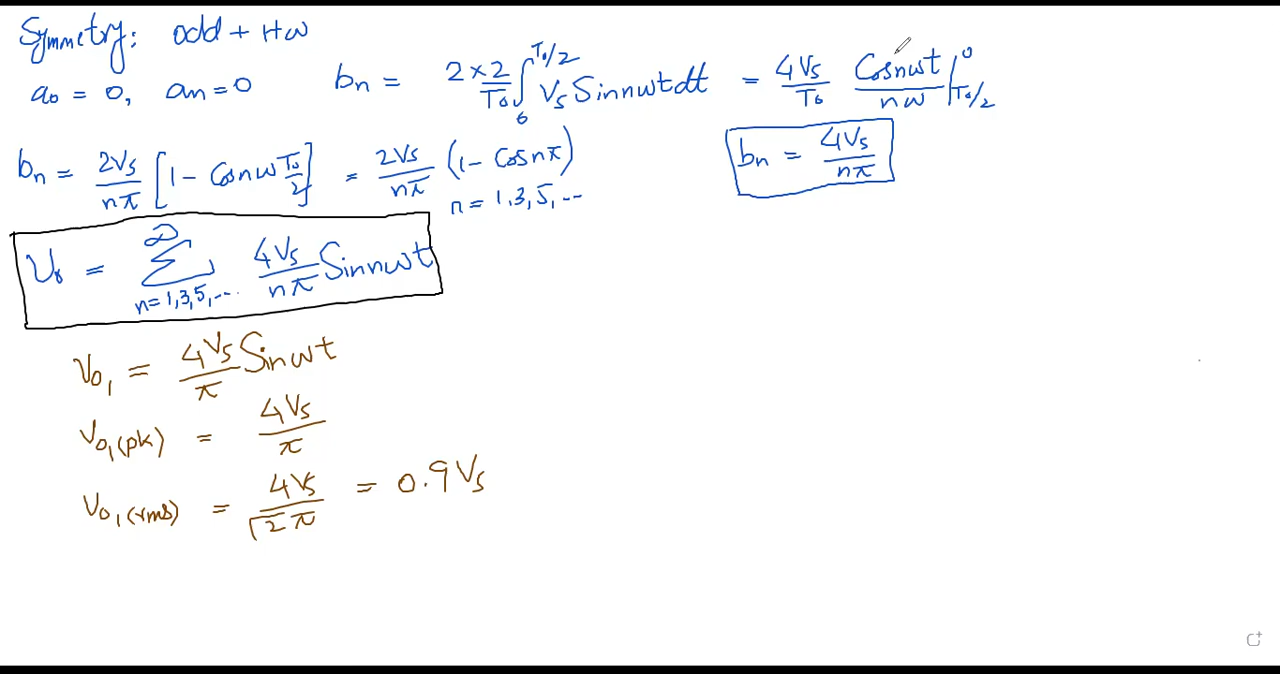 Symmetry: odd + HW
a₀ = 0, an = 0 bn = 2×2/T₀ ∫₀^T₀/2 Vs Sin nωt dt = 4Vs/T₀ Cos nωt/nω |⁰_T₀/2
bn = 2Vs/nπ [1 - Cos nω T₀/2] = 2Vs/nπ (1 - Cos nπ) bn = 4Vs/nπ
n = 1,3,5,...
V₀ = ∞ Σ n=1,3,5,... 4Vs/nπ Sin nωt
V₀₁ = 4Vs/π Sin ωt
V₀₁(pk) = 4Vs/π
V₀₁(rms) = 4Vs/√2π = 0.9Vs